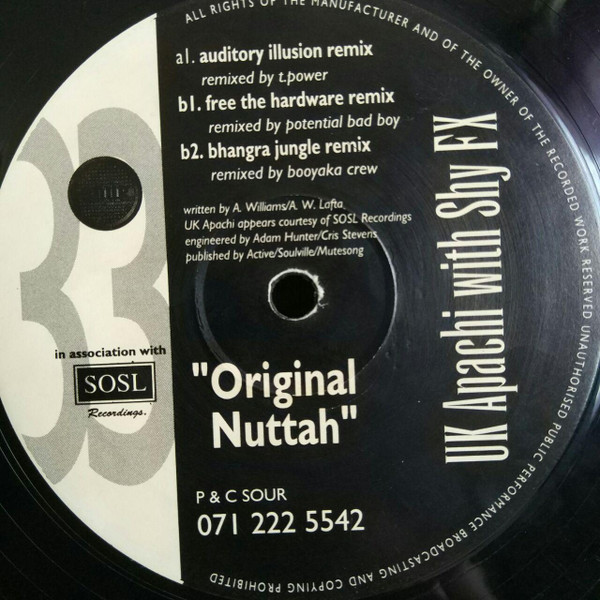 ALL RIGHTS OF THE MANUFACTURER AND OF THE OWNER OF THE RECORDED WORK RESERVED UNAUTHORISED PUBLIC PERFORMANCE BROADCASTING AND COPYING PROHIBITED
a1. auditory illusion remix
remixed by t.power
b1. free the hardware remix
remixed by potential bad boy
b2. bhangra jungle remix
remixed by booyaka crew
written by A. Williams/A. W. Lafta.
UK Apachi appears courtesy of SOSL Recordings
engineered by Adam Hunter/Cris Stevens
published by Active/Soulville/Mutesong
UK Apachi with Shy FX
33
in association with
SOSL
Recordings.
"Original
Nuttah"
P & C SOUR
071 222 5542